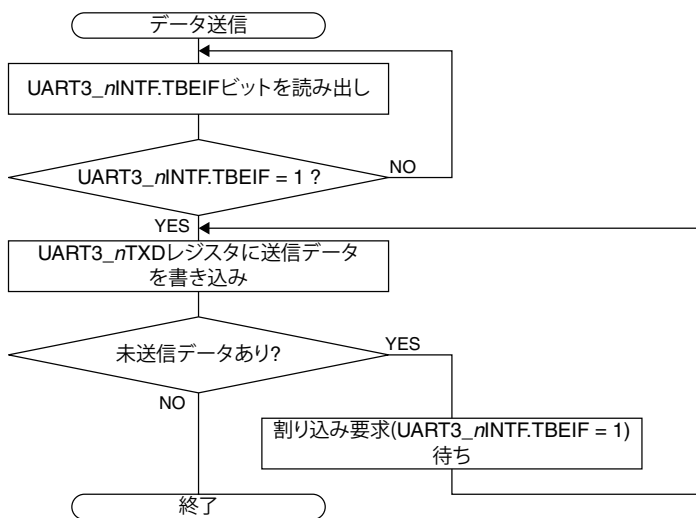 データ送信
UART3_nINTF.TBEIFビットを読み出し
UART3_nINTF.TBEIF = 1 ?
NO
YES
UART3_nTXDレジスタに送信データ
を書き込み
未送信データあり?
YES
NO
割り込み要求(UART3_nINTF.TBEIF = 1)
待ち
終了